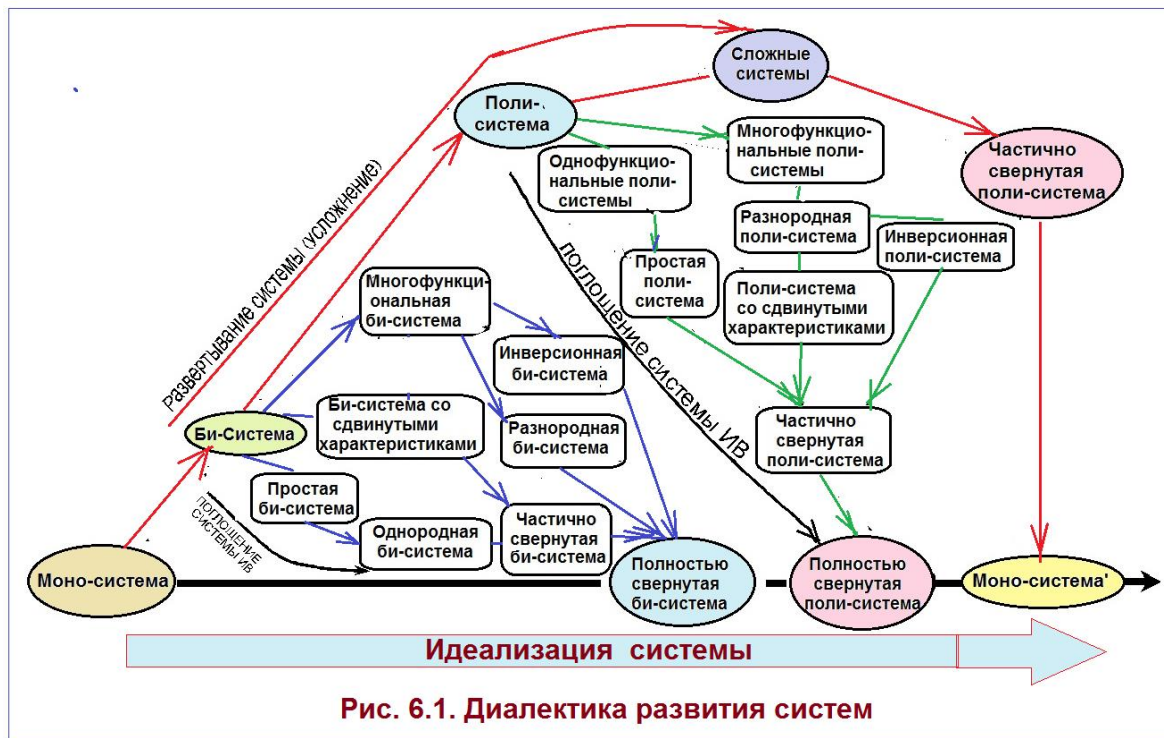 Сложные
системы
Поли-
система
Многофункцио-
нальные поли-
системы
Частично
свернутая
поли-система
Однофункцио-
нальные поли-
системы
Разнородная
поли-система
Инверсионная
поли-система
Простая
поли-
система
Поли-система
со сдвинутыми
характеристиками
Развертывание системы (усложнение)
поглощение системы ИВ
Многофункци-
ональная
би-система
Инверсионная
би-система
Би-система со
сдвинутыми
характеристиками
Разнородная
би-система
Частично
свернутая
поли-система
Би-Система
Простая
би-система
ПОГЛОШЕНИЕ
СИСТЕМЫ ИВ
Однородная
би-система
Частично
свернутая
би-система
Моно-система
Полностью
свернутая
би-система
Полностью
свернутая
поли-система
Моно-система'
Идеализация системы
Рис. 6.1. Диалектика развития систем